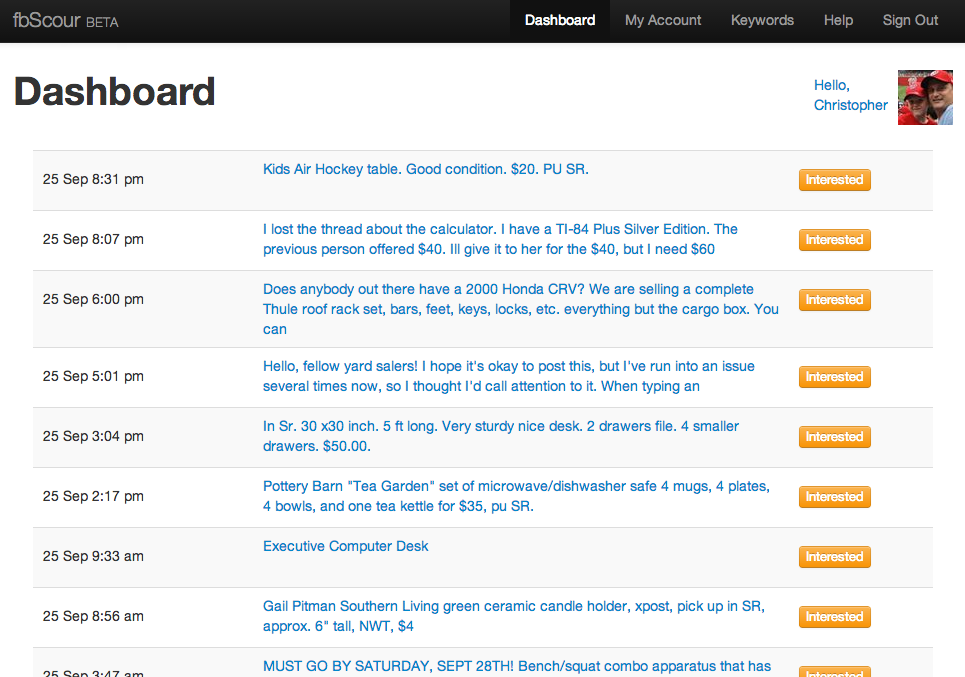 fbScour BETA
Dashboard
My Account
Keywords
Help
Sign Out
Dashboard
Hello,
Christopher
25 Sep 8:31 pm
Kids Air Hockey table. Good condition. $20. PU SR.
Interested
25 Sep 8:07 pm
I lost the thread about the calculator. I have a TI-84 Plus Silver Edition. The
previous person offered $40. Ill give it to her for the $40, but I need $60
Interested
25 Sep 6:00 pm
Does anybody out there have a 2000 Honda CRV? We are selling a complete
Thule roof rack set, bars, feet, keys, locks, etc. everything but the cargo box. You
can
Interested
25 Sep 5:01 pm
Hello, fellow yard salers! I hope it's okay to post this, but I've run into an issue
several times now, so I thought I'd call attention to it. When typing an
Interested
25 Sep 3:04 pm
In Sr. 30 x30 inch. 5 ft long. Very sturdy nice desk. 2 drawers file. 4 smaller
drawers. $50.00.
Interested
25 Sep 2:17 pm
Pottery Barn "Tea Garden" set of microwave/dishwasher safe 4 mugs, 4 plates,
4 bowls, and one tea kettle for $35, pu SR.
Interested
25 Sep 9:33 am
Executive Computer Desk
Interested
25 Sep 8:56 am
Gail Pitman Southern Living green ceramic candle holder, xpost, pick up in SR,
approx. 6" tall, NWT, $4
Interested
25 Sep 3:47 am
MUST GO BY SATURDAY, SEPT 28TH! Bench/squat combo apparatus that has
Interested